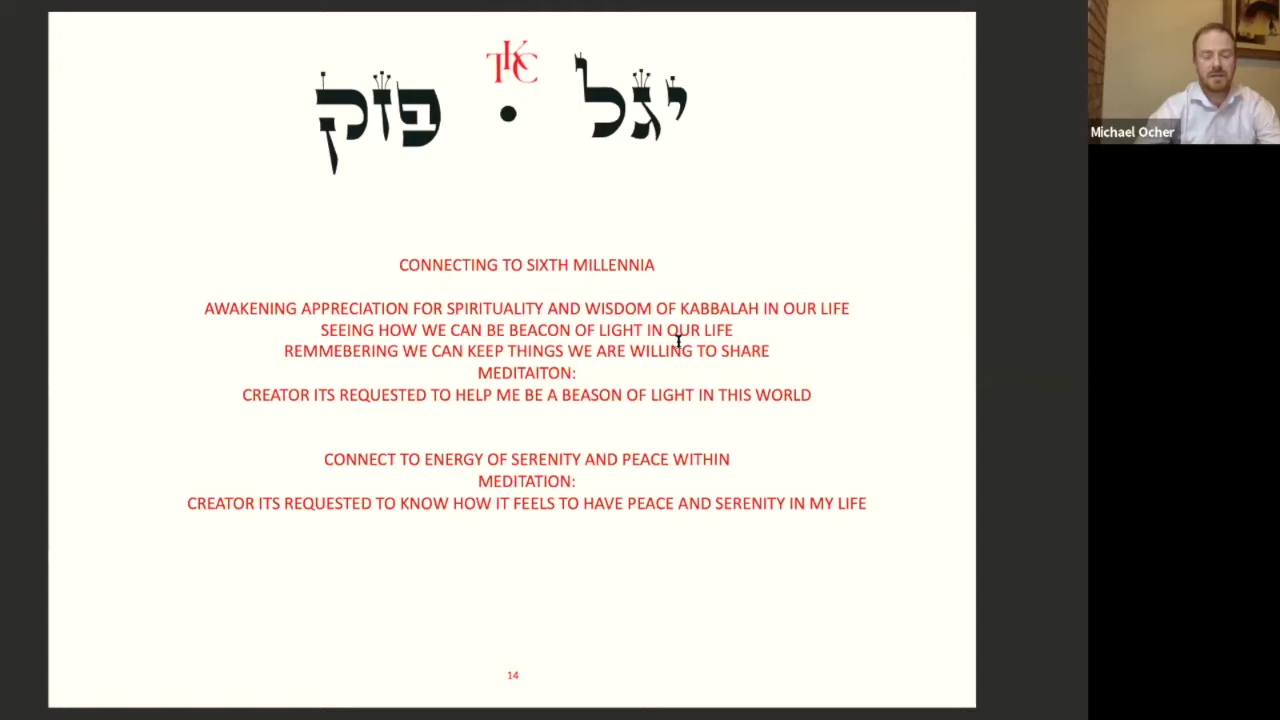 יגל • פזק
TKC
CONNECTING TO SIXTH MILLENNIA
AWAKENING APPRECIATION FOR SPIRITUALITY AND WISDOM OF KABBALAH IN OUR LIFE
SEEING HOW WE CAN BE BEACON OF LIGHT IN OUR LIFE
REMMEBERING WE CAN KEEP THINGS WE ARE WILLING TO SHARE
MEDITAITON:
CREATOR ITS REQUESTED TO HELP ME BE A BEASON OF LIGHT IN THIS WORLD
CONNECT TO ENERGY OF SERENITY AND PEACE WITHIN
MEDITATION:
CREATOR ITS REQUESTED TO KNOW HOW IT FEELS TO HAVE PEACE AND SERENITY IN MY LIFE
14
Michael Ocher